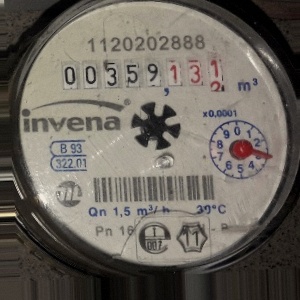 1120202888
00359,131 m³
invena
x0,0001
B 93
322.01
Qn 1,5 m³/h 30°C
Pn 16